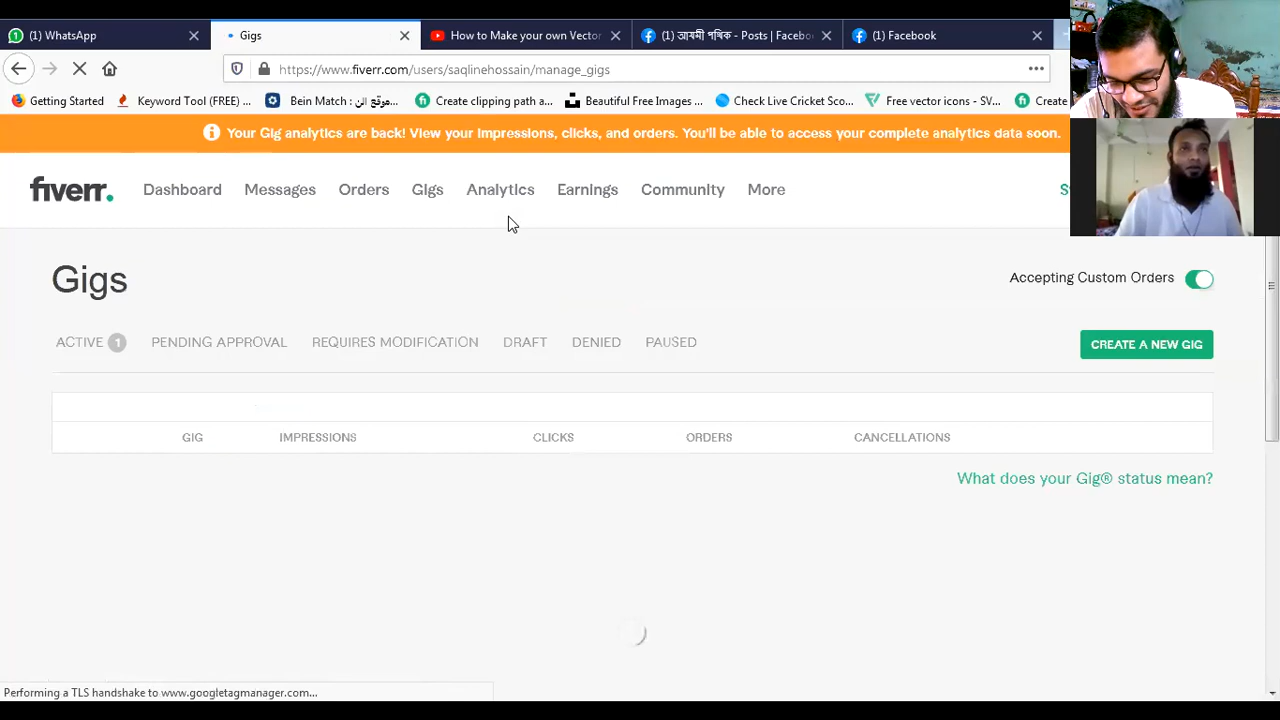 (1) WhatsApp
Gigs
How to Make your own Vector
(1) আৰমী পথিক - Posts | Facebo
(1) Facebook
https://www.fiverr.com/users/saqlinehossain/manage_gigs
Getting Started
Keyword Tool (FREE) ...
Bein Match : موقع الن...
Create clipping path a...
Beautiful Free Images ...
Check Live Cricket Sco...
Free vector icons - SV...
Create
Your Gig analytics are back! View your impressions, clicks, and orders. You'll be able to access your complete analytics data soon.
fiverr.
Dashboard
Messages
Orders
Gigs
Analytics
Earnings
Community
More
Gigs
Accepting Custom Orders
ACTIVE 1
PENDING APPROVAL
REQUIRES MODIFICATION
DRAFT
DENIED
PAUSED
CREATE A NEW GIG
GIG
IMPRESSIONS
CLICKS
ORDERS
CANCELLATIONS
What does your Gig® status mean?
Performing a TLS handshake to www.googletagmanager.com...